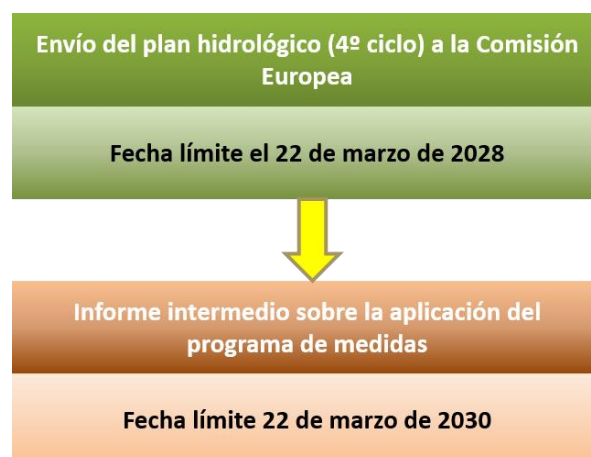 Envío del plan hidrológico (4º ciclo) a la Comisión
Europea
Fecha límite el 22 de marzo de 2028
Informe intermedio sobre la aplicación del
programa de medidas
Fecha límite 22 de marzo de 2030